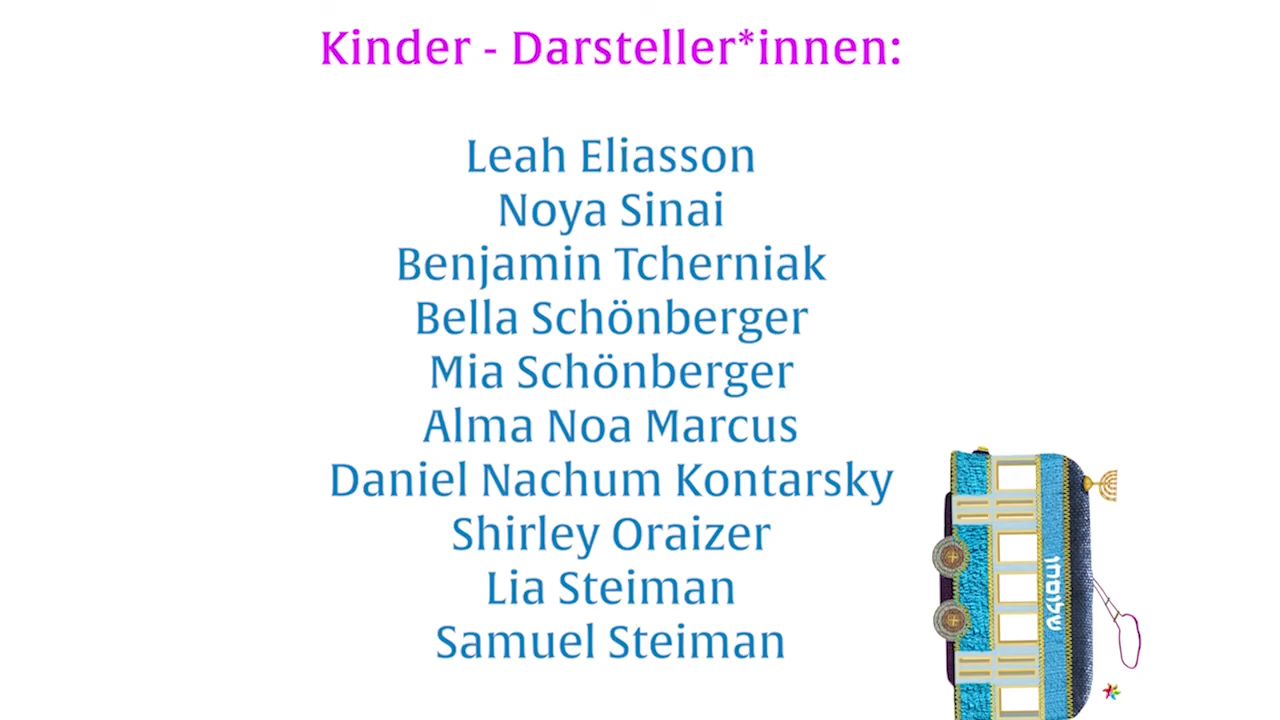 Kinder - Darsteller*innen:
Leah Eliasson
Noya Sinai
Benjamin Tcherniak
Bella Schönberger
Mia Schönberger
Alma Noa Marcus
Daniel Nachum Kontarsky
Shirley Oraizer
Lia Steiman
Samuel Steiman